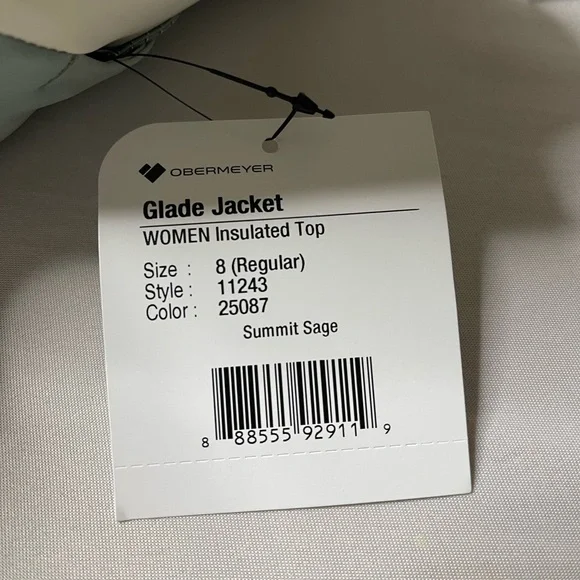 OBERMEYER
Glade Jacket
WOMEN Insulated Top
Size : 8 (Regular)
Style : 11243
Color : 25087
Summit Sage
8 88555 92911 9